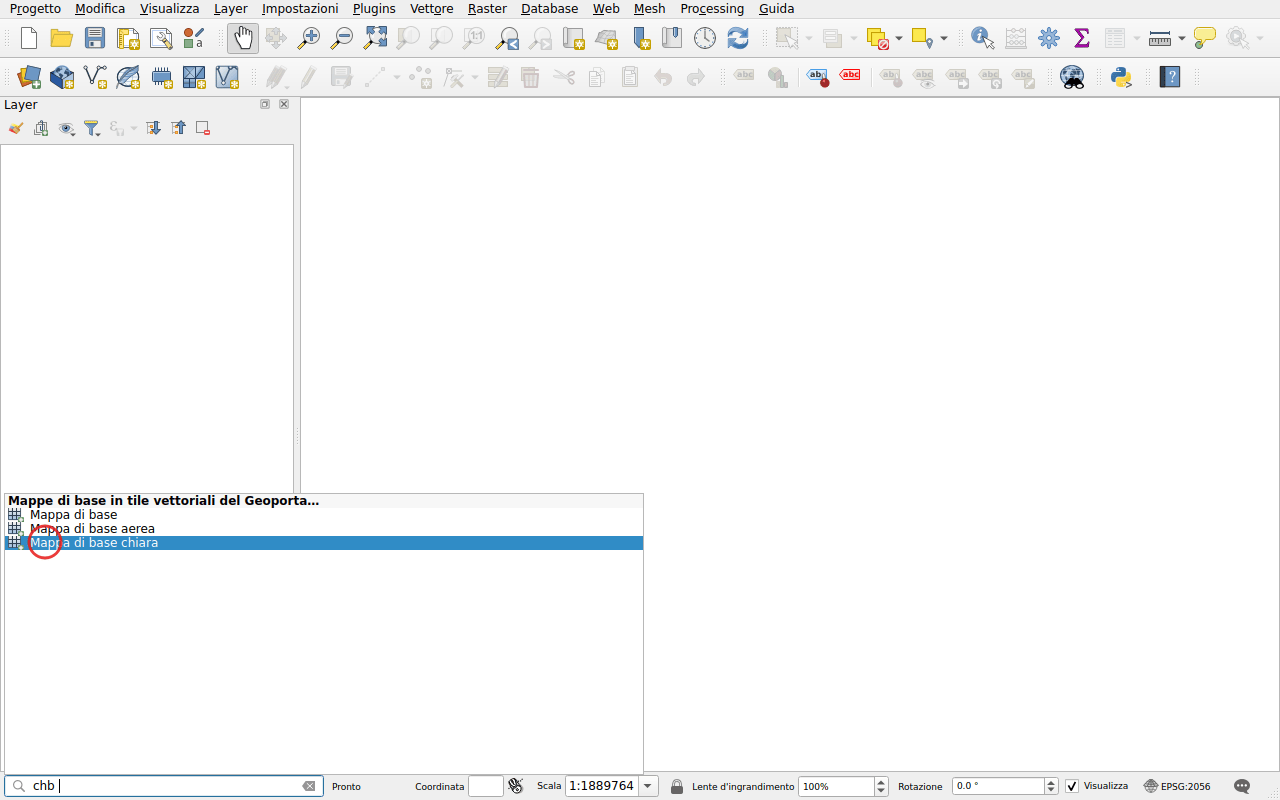 Progetto Modifica Visualizza Layer Impostazioni Plugins Vettore Raster Database Web Mesh Processing Guida
Layer
Mappe di base in tile vettoriali del Geoporta…
Mappa di base
Mappa di base aerea
Mappa di base chiara
chb
Pronto
Coordinata
Scala 1:1889764
Lente d'ingrandimento 100%
Rotazione 0.0 °
Visualizza
EPSG:2056